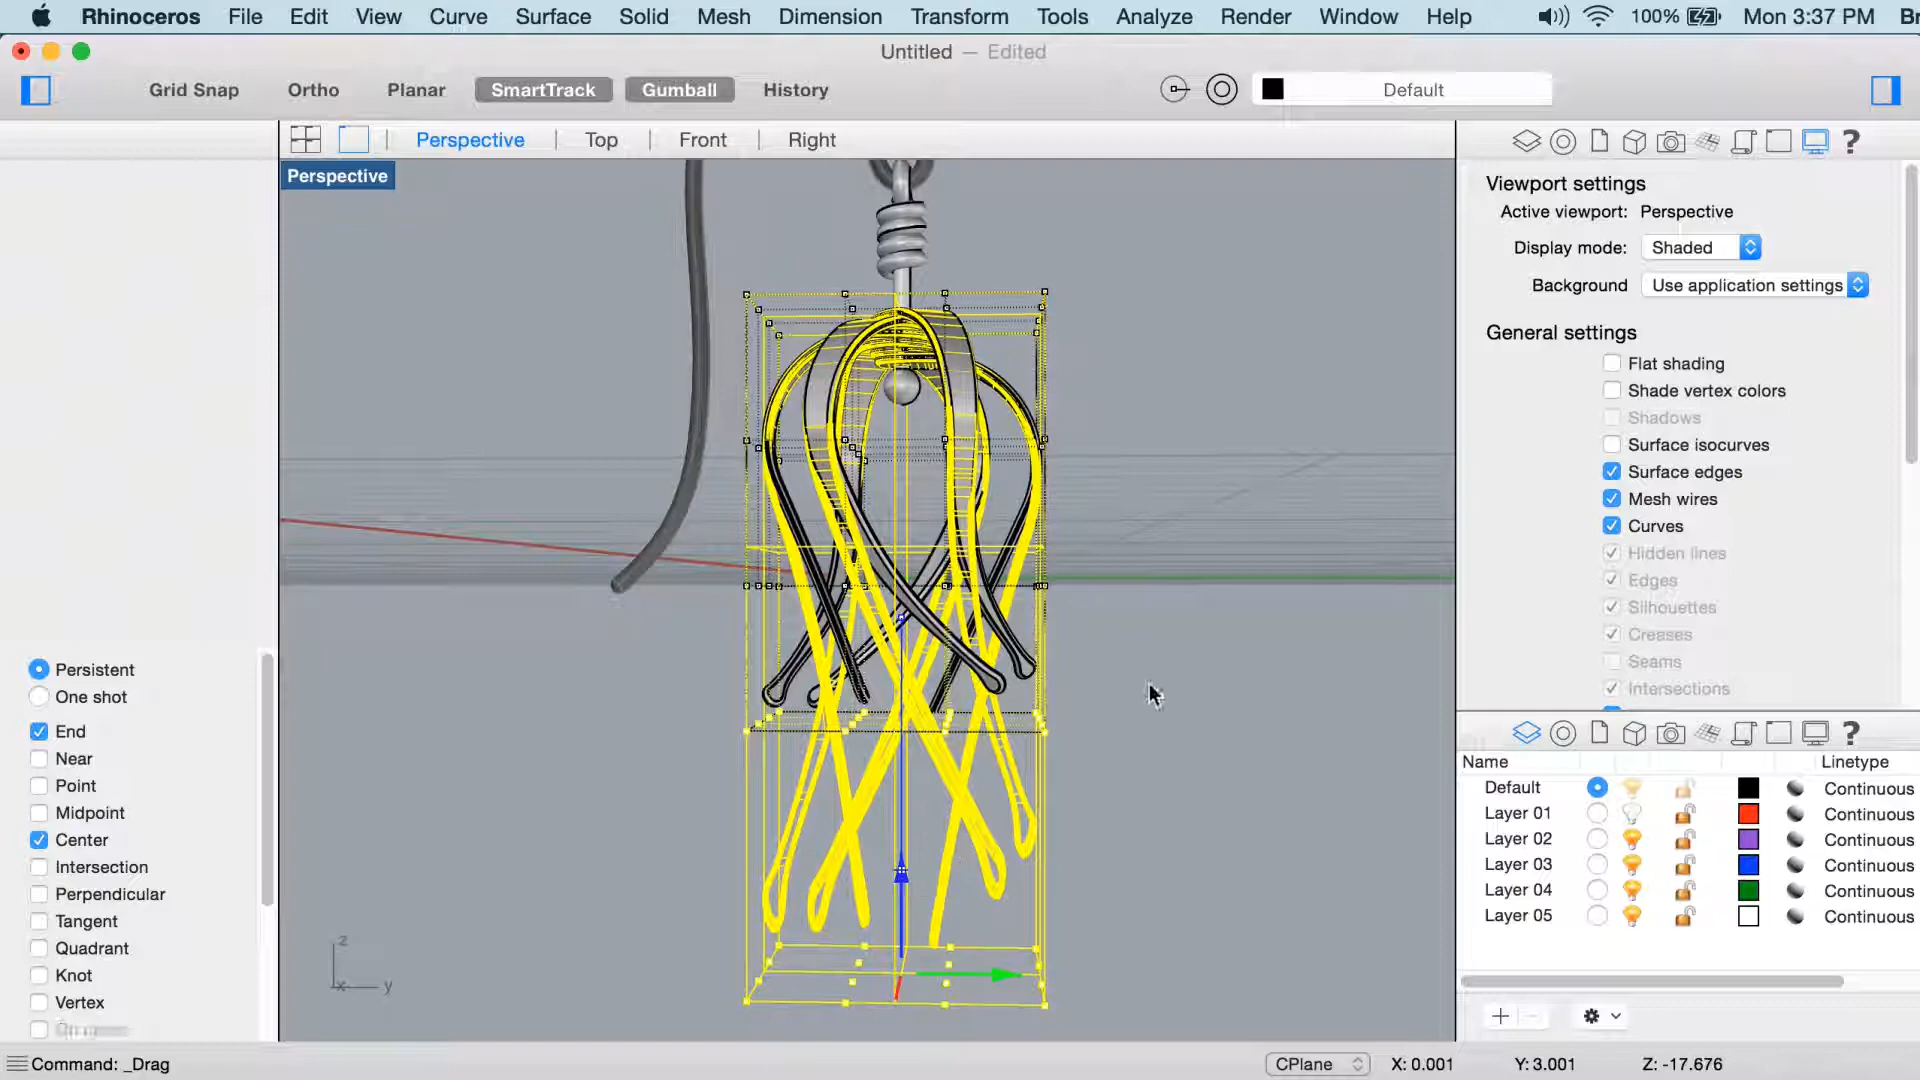 Rhinoceros File Edit View Curve Surface Solid Mesh Dimension Transform Tools Analyze Render Window Help 100% Mon 3:37 PM Br
Untitled — Edited
Grid Snap Ortho Planar SmartTrack Gumball History Default
Perspective Top Front Right
Perspective
Viewport settings
Active viewport: Perspective
Display mode: Shaded
Background Use application settings
General settings
Flat shading
Shade vertex colors
Shadows
Surface isocurves
Surface edges
Mesh wires
Curves
Hidden lines
Edges
Silhouettes
Creases
Seams
Intersections
Persistent
One shot
End
Near
Point
Midpoint
Center
Intersection
Perpendicular
Tangent
Quadrant
Knot
Vertex
Name Linetype
Default Continuous
Layer 01 Continuous
Layer 02 Continuous
Layer 03 Continuous
Layer 04 Continuous
Layer 05 Continuous
z
x y
Command: _Drag CPlane X: 0.001 Y: 3.001 Z: -17.676